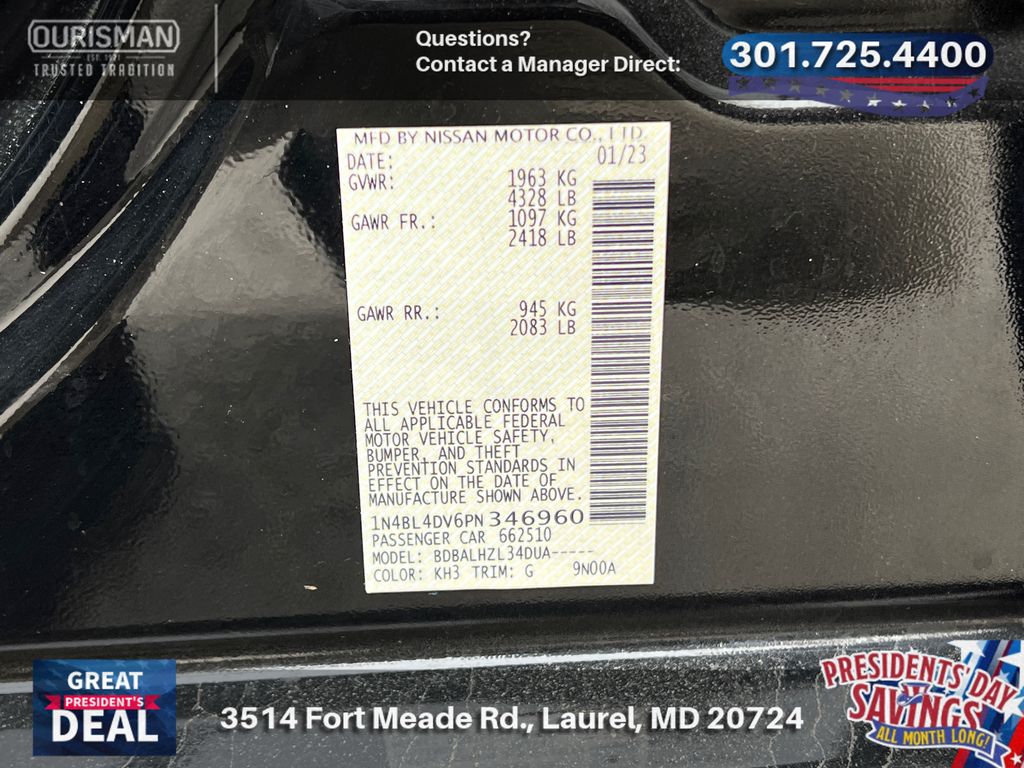 OURISMAN
EST. 1921
TRUSTED TRADITION
Questions?
Contact a Manager Direct:
301.725.4400
MFD BY NISSAN MOTOR CO., LTD.
DATE: 01/23
GVWR: 1963 KG
4328 LB
GAWR FR.: 1097 KG
2418 LB
GAWR RR.: 945 KG
2083 LB
THIS VEHICLE CONFORMS TO
ALL APPLICABLE FEDERAL
MOTOR VEHICLE SAFETY,
BUMPER, AND THEFT
PREVENTION STANDARDS IN
EFFECT ON THE DATE OF
MANUFACTURE SHOWN ABOVE.
1N4BL4DV6PN346960
PASSENGER CAR 662510
MODEL: BDBALHZL34DUA-----
COLOR: KH3 TRIM: G 9N00A
GREAT
PRESIDENT'S
DEAL
3514 Fort Meade Rd., Laurel, MD 20724
PRESIDENTS' DAY
SAVINGS
ALL MONTH LONG!